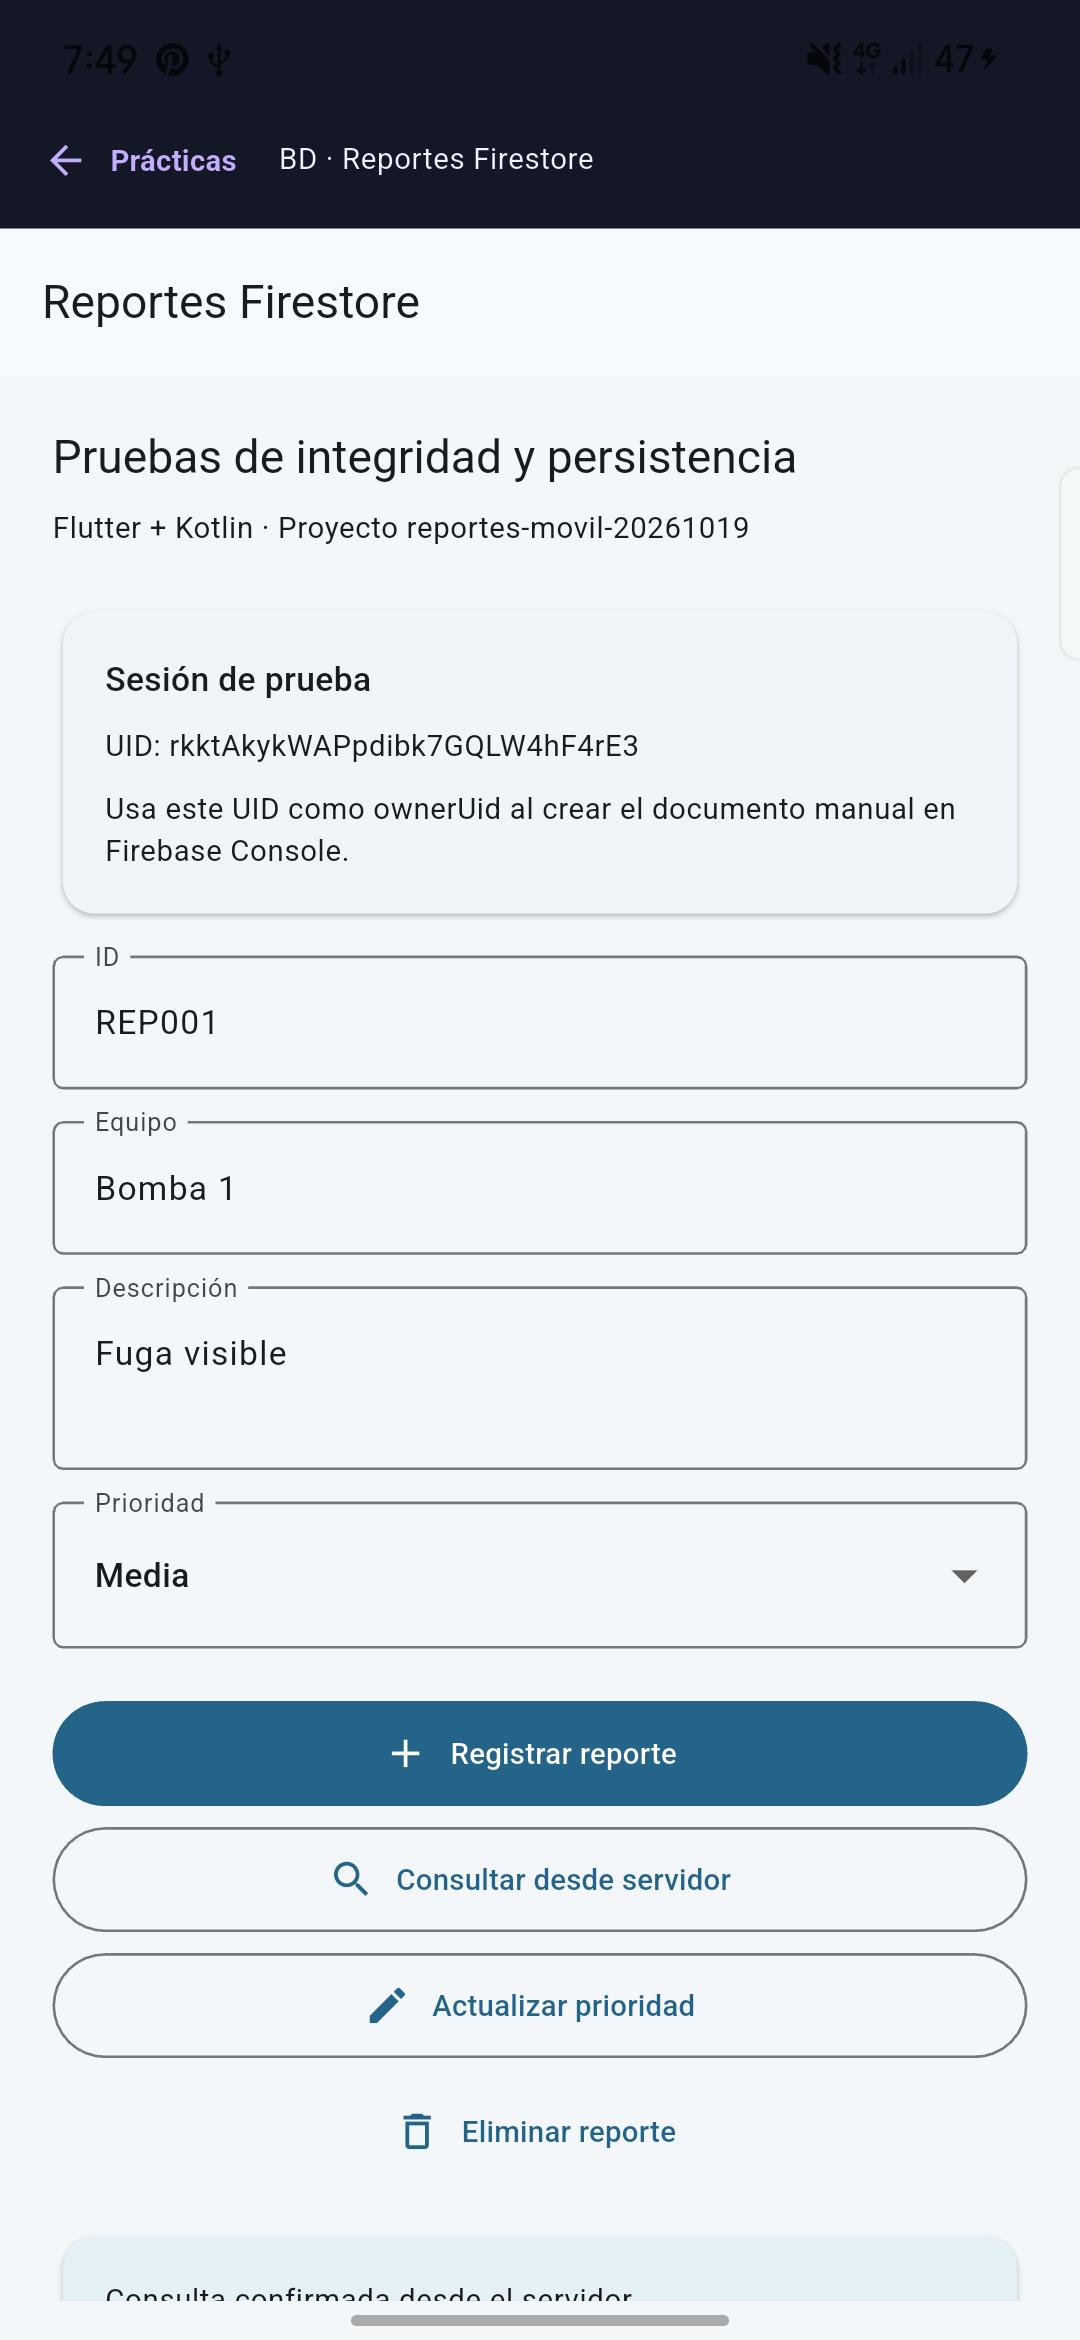 7:49
4G
47
Prácticas
BD · Reportes Firestore
Reportes Firestore
Pruebas de integridad y persistencia
Flutter + Kotlin · Proyecto reportes-movil-20261019
Sesión de prueba
UID: rkktAkykWAPpdibk7GQLW4hF4rE3
Usa este UID como ownerUid al crear el documento manual en
Firebase Console.
ID
REP001
Equipo
Bomba 1
Descripción
Fuga visible
Prioridad
Media
Registrar reporte
Consultar desde servidor
Actualizar prioridad
Eliminar reporte
Consulta confirmada desde el servidor